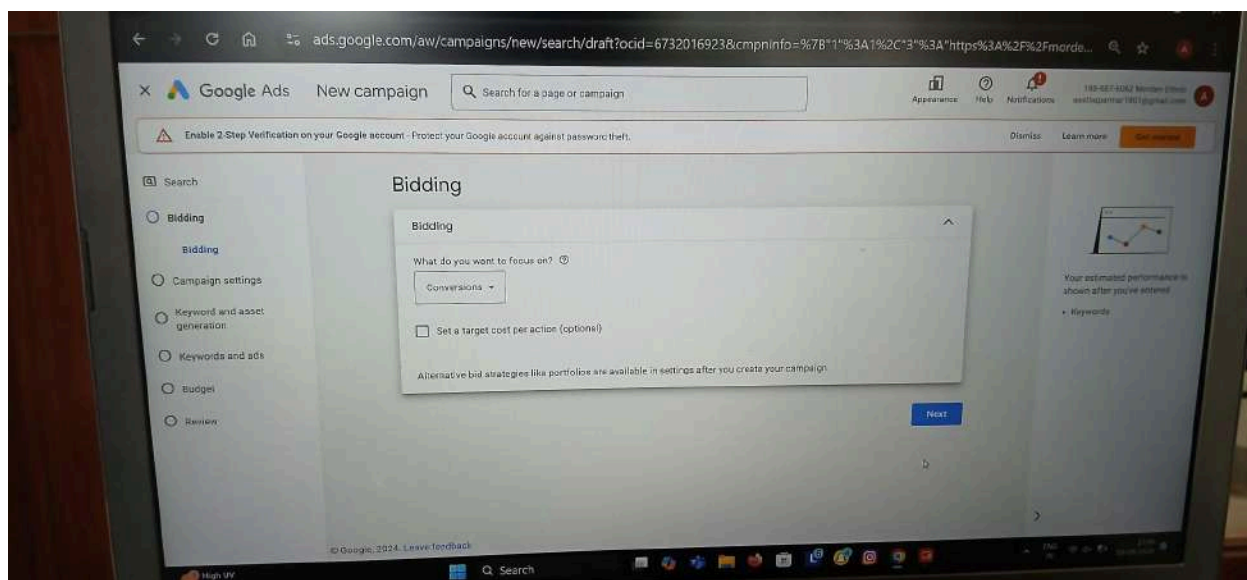 ads.google.com/aw/campaigns/new/search/draft?ocid=6732016923&cmpninfo=%7B"1"%3A1%2C"3"%3A"https%3A%2F%2Fmorde...
Google Ads
New campaign
Search for a page or campaign
Appearance
Help
Notifications
Enable 2-Step Verification on your Google account - Protect your Google account against password theft.
Dismiss
Learn more
Get started
Search
Bidding
Bidding
Campaign settings
Keyword and asset
generation
Keywords and ads
Budget
Review
Bidding
Bidding
What do you want to focus on?
Conversions
Set a target cost per action (optional)
Alternative bid strategies like portfolios are available in settings after you create your campaign
Next
Your estimated performance is
shown after you've entered
Keywords
© Google, 2024. Leave feedback
High UV
Search
ENG